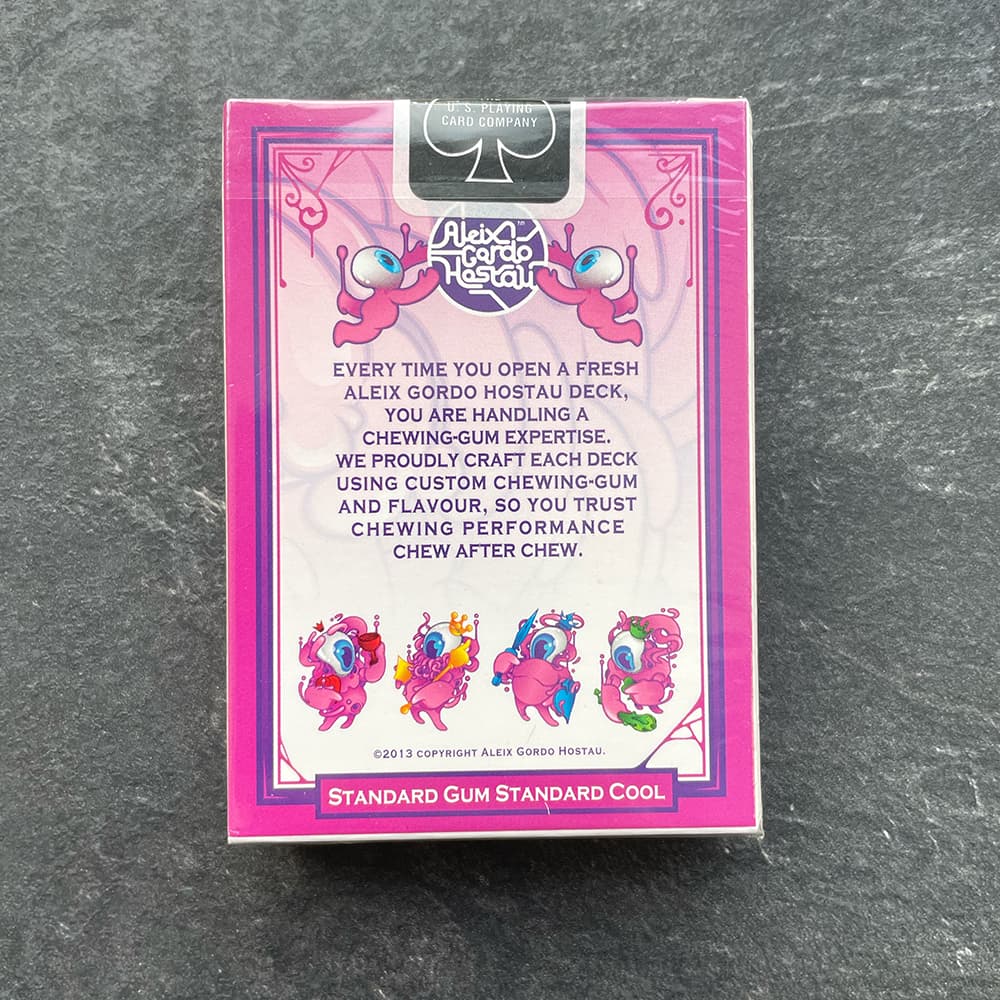 U.S. PLAYING
CARD COMPANY
Aleix
Gordo
Hostau
™
EVERY TIME YOU OPEN A FRESH
ALEIX GORDO HOSTAU DECK,
YOU ARE HANDLING A
CHEWING-GUM EXPERTISE.
WE PROUDLY CRAFT EACH DECK
USING CUSTOM CHEWING-GUM
AND FLAVOUR, SO YOU TRUST
CHEWING PERFORMANCE
CHEW AFTER CHEW.
©2013 COPYRIGHT ALEIX GORDO HOSTAU.
STANDARD GUM STANDARD COOL